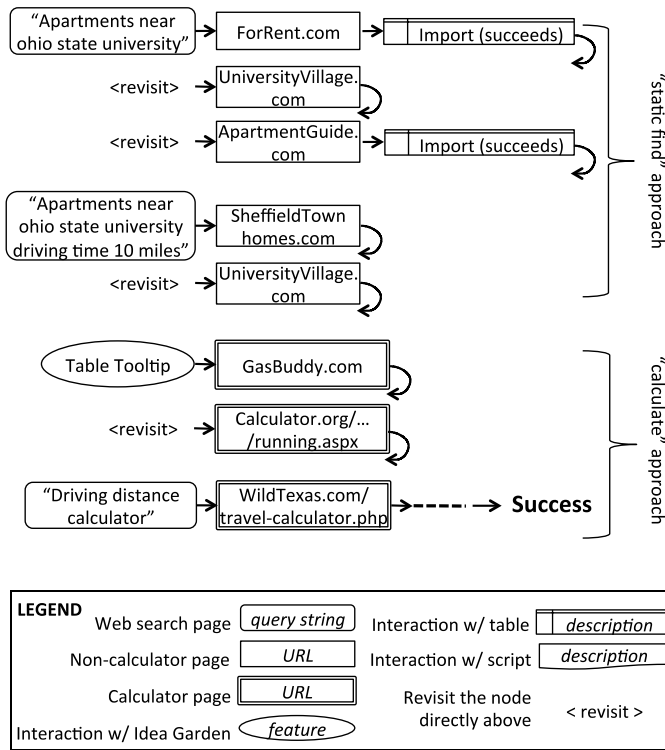 “Apartments near
ohio state university”
ForRent.com
Import (succeeds)
<revisit>
UniversityVillage.
com
<revisit>
ApartmentGuide.
com
Import (succeeds)
“static find” approach
“Apartments near
ohio state university
driving time 10 miles”
SheffieldTown
homes.com
<revisit>
UniversityVillage.
com
Table Tooltip
GasBuddy.com
“calculate” approach
<revisit>
Calculator.org/...
/running.aspx
“Driving distance
calculator”
WildTexas.com/
travel-calculator.php
Success
LEGEND
Web search page
query string
Interaction w/ table
description
Non-calculator page
URL
Interaction w/ script
description
Calculator page
URL
Revisit the node
directly above
< revisit >
Interaction w/ Idea Garden
feature